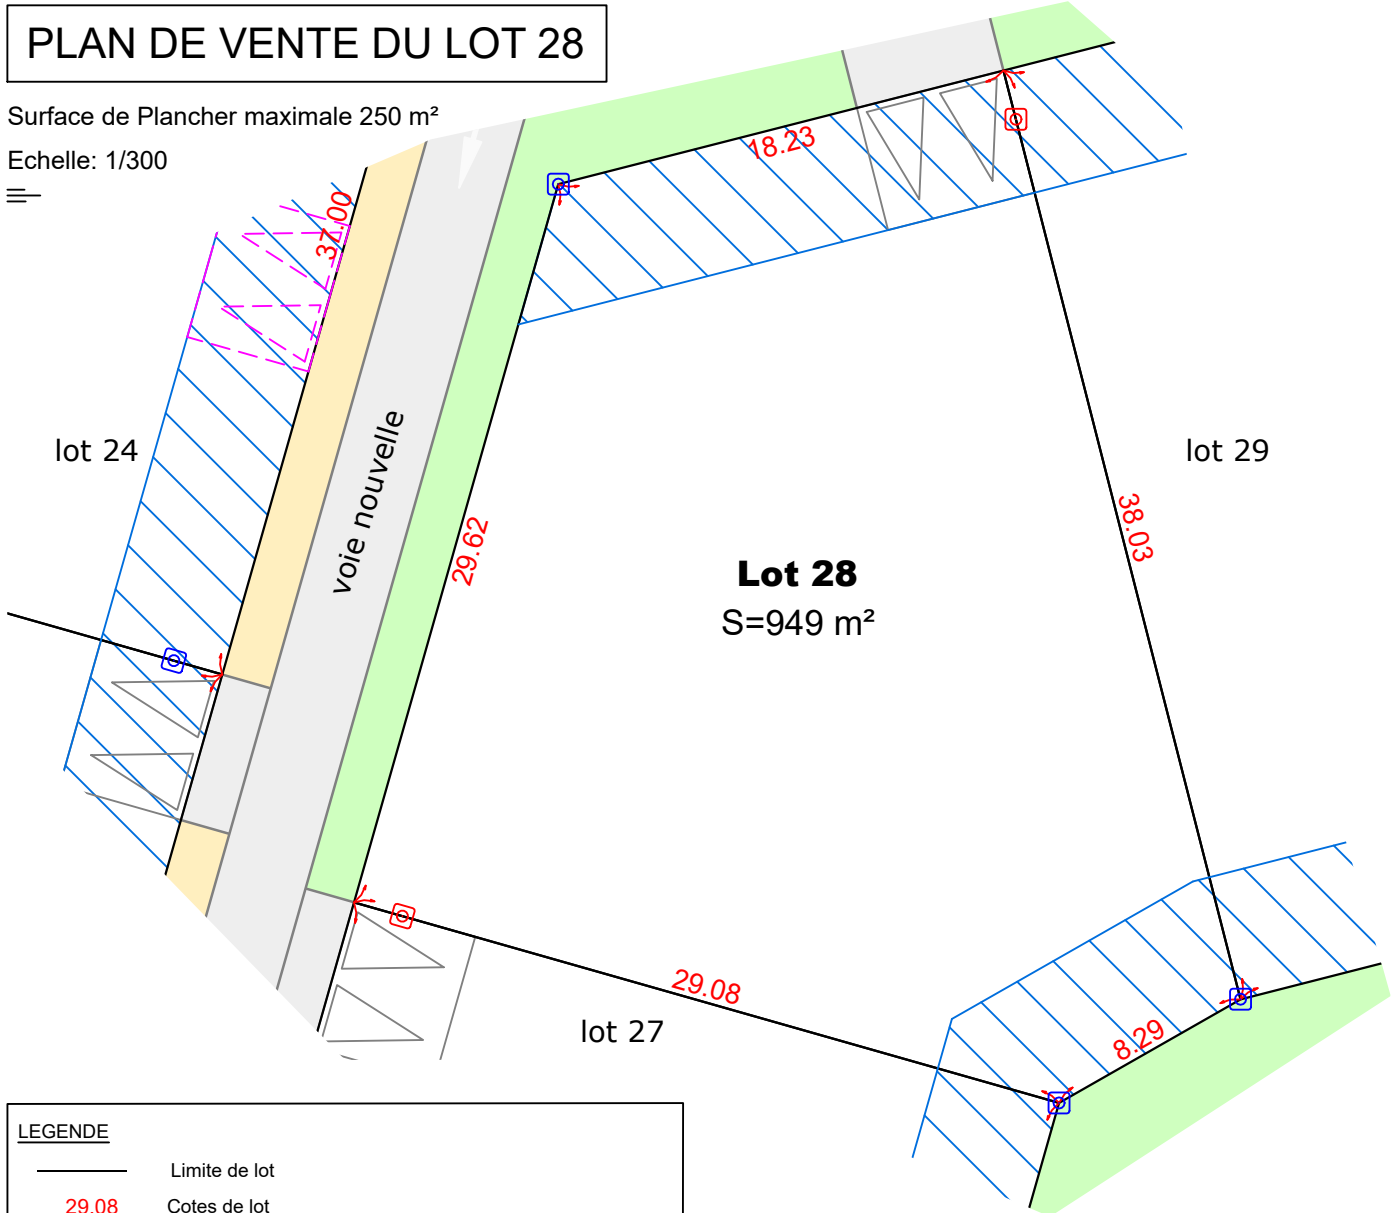 PLAN DE VENTE DU LOT 28
Surface de Plancher maximale 250 m²
Echelle: 1/300
18.23
37.00
lot 24
voie nouvelle
29.62
lot 29
38.03
Lot 28
S=949 m²
29.08
lot 27
8.29
LEGENDE
Limite de lot
29.08 Cotes de lot